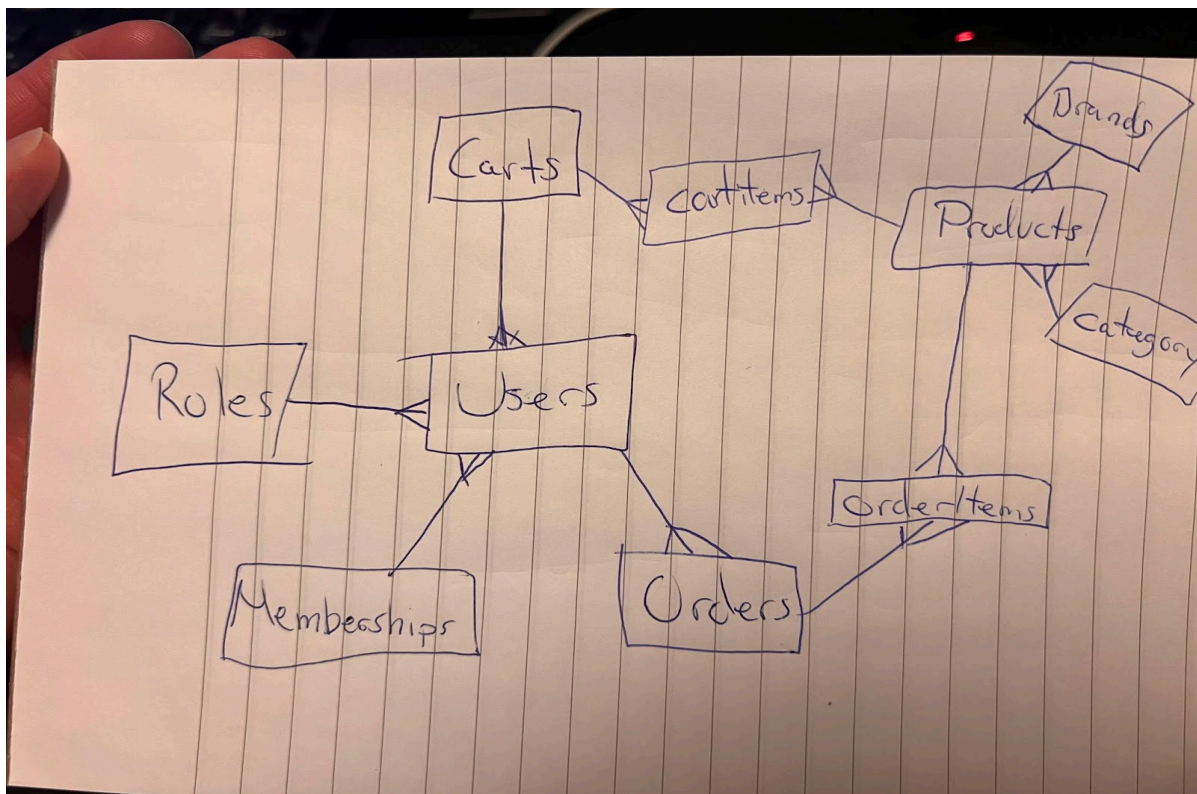 Brands
Carts
cartitems
Products
Category
Roles
Users
OrderItems
Memberships
Orders